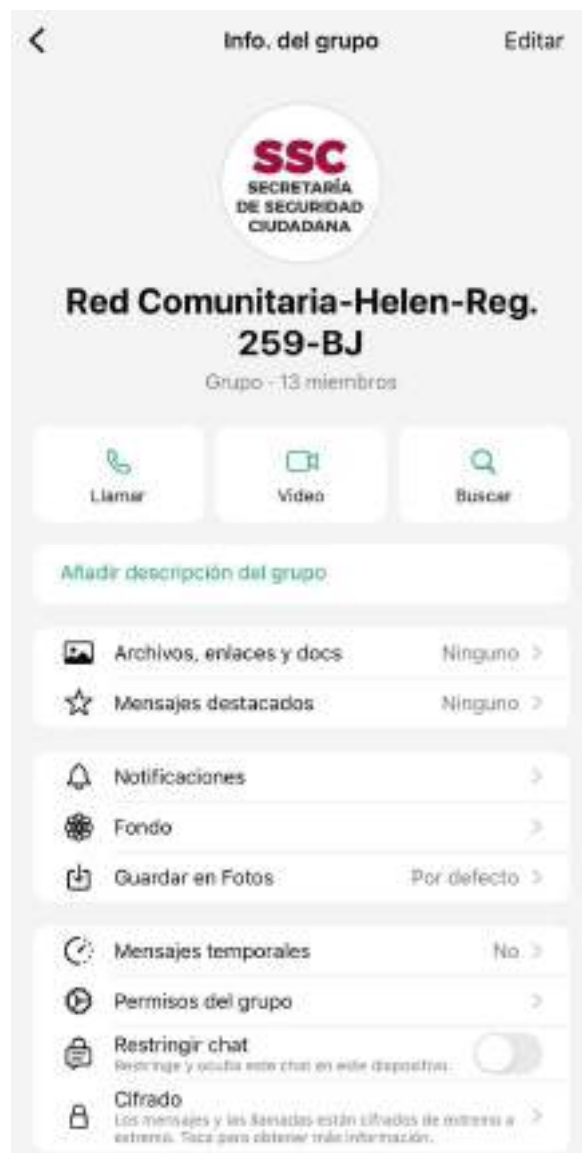 Info. del grupo
Editar
SSC
SECRETARÍA
DE SEGURIDAD
CIUDADANA
Red Comunitaria-Helen-Reg.
259-BJ
Grupo - 13 miembros
Llamar
Video
Buscar
Añadir descripción del grupo
Archivos, enlaces y docs
Ninguno
Mensajes destacados
Ninguno
Notificaciones
Fondo
Guardar en Fotos
Por defecto
Mensajes temporales
No
Permisos del grupo
Restringir chat
Restringe y oculta este chat en este dispositivo.
Cifrado
Los mensajes y las llamadas están cifrados de extremo a
extremo. Toca para obtener más información.